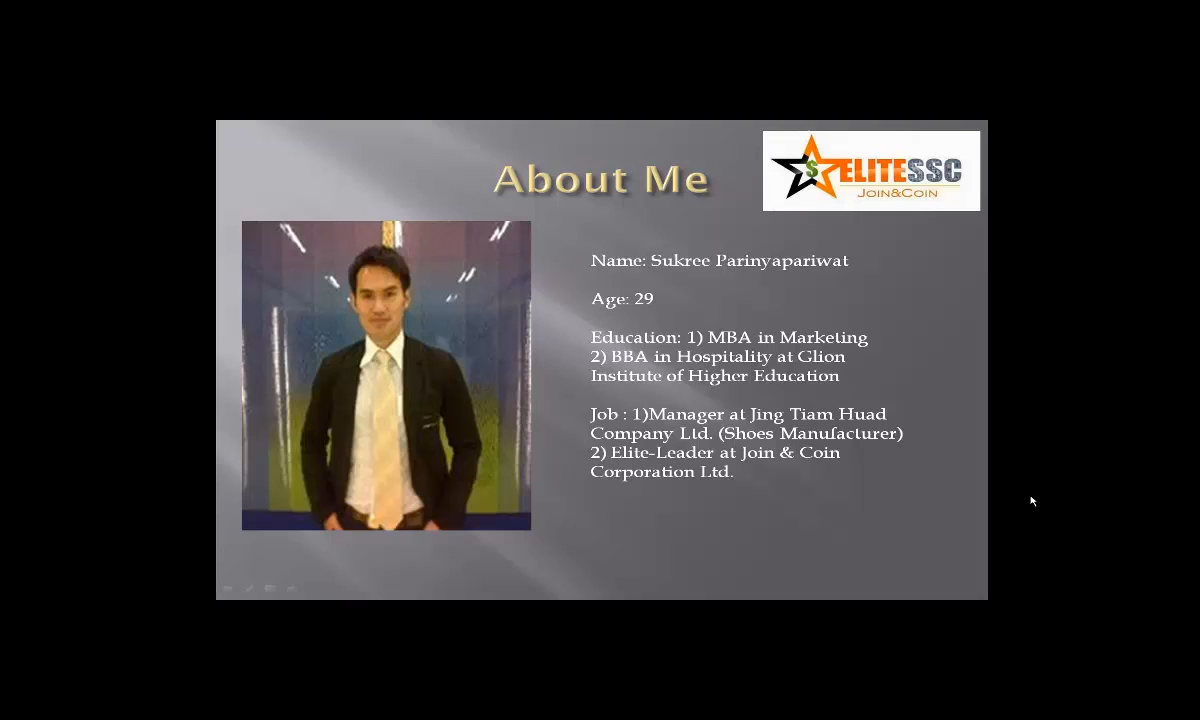 About Me
$ ELITESSC
JOIN&COIN
Name: Sukree Parinyapariwat
Age: 29
Education: 1) MBA in Marketing
2) BBA in Hospitality at Glion
Institute of Higher Education
Job : 1)Manager at Jing Tiam Huad
Company Ltd. (Shoes Manufacturer)
2) Elite-Leader at Join & Coin
Corporation Ltd.